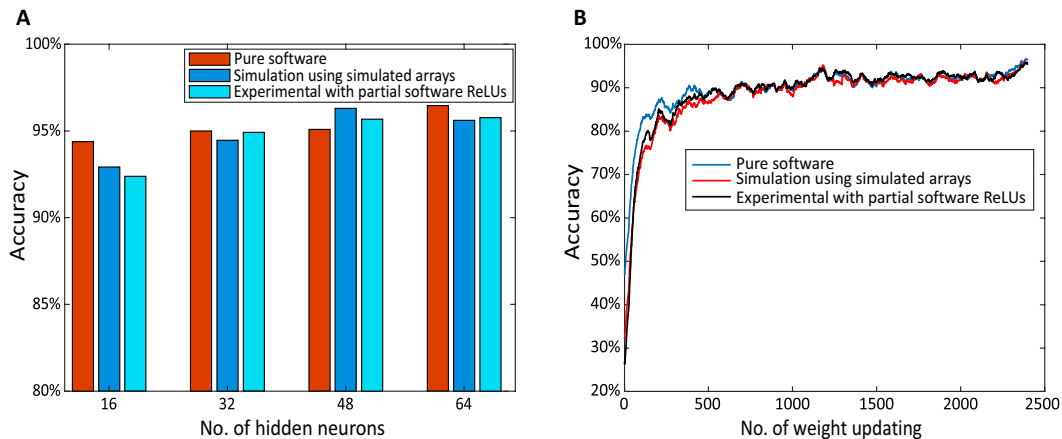 A
100%
95%
90%
85%
80%
Accuracy
Pure software
Simulation using simulated arrays
Experimental with partial software ReLUs
16
32
48
64
No. of hidden neurons
B
100%
90%
80%
70%
60%
50%
40%
30%
20%
Accuracy
Pure software
Simulation using simulated arrays
Experimental with partial software ReLUs
0
500
1000
1500
2000
2500
No. of weight updating